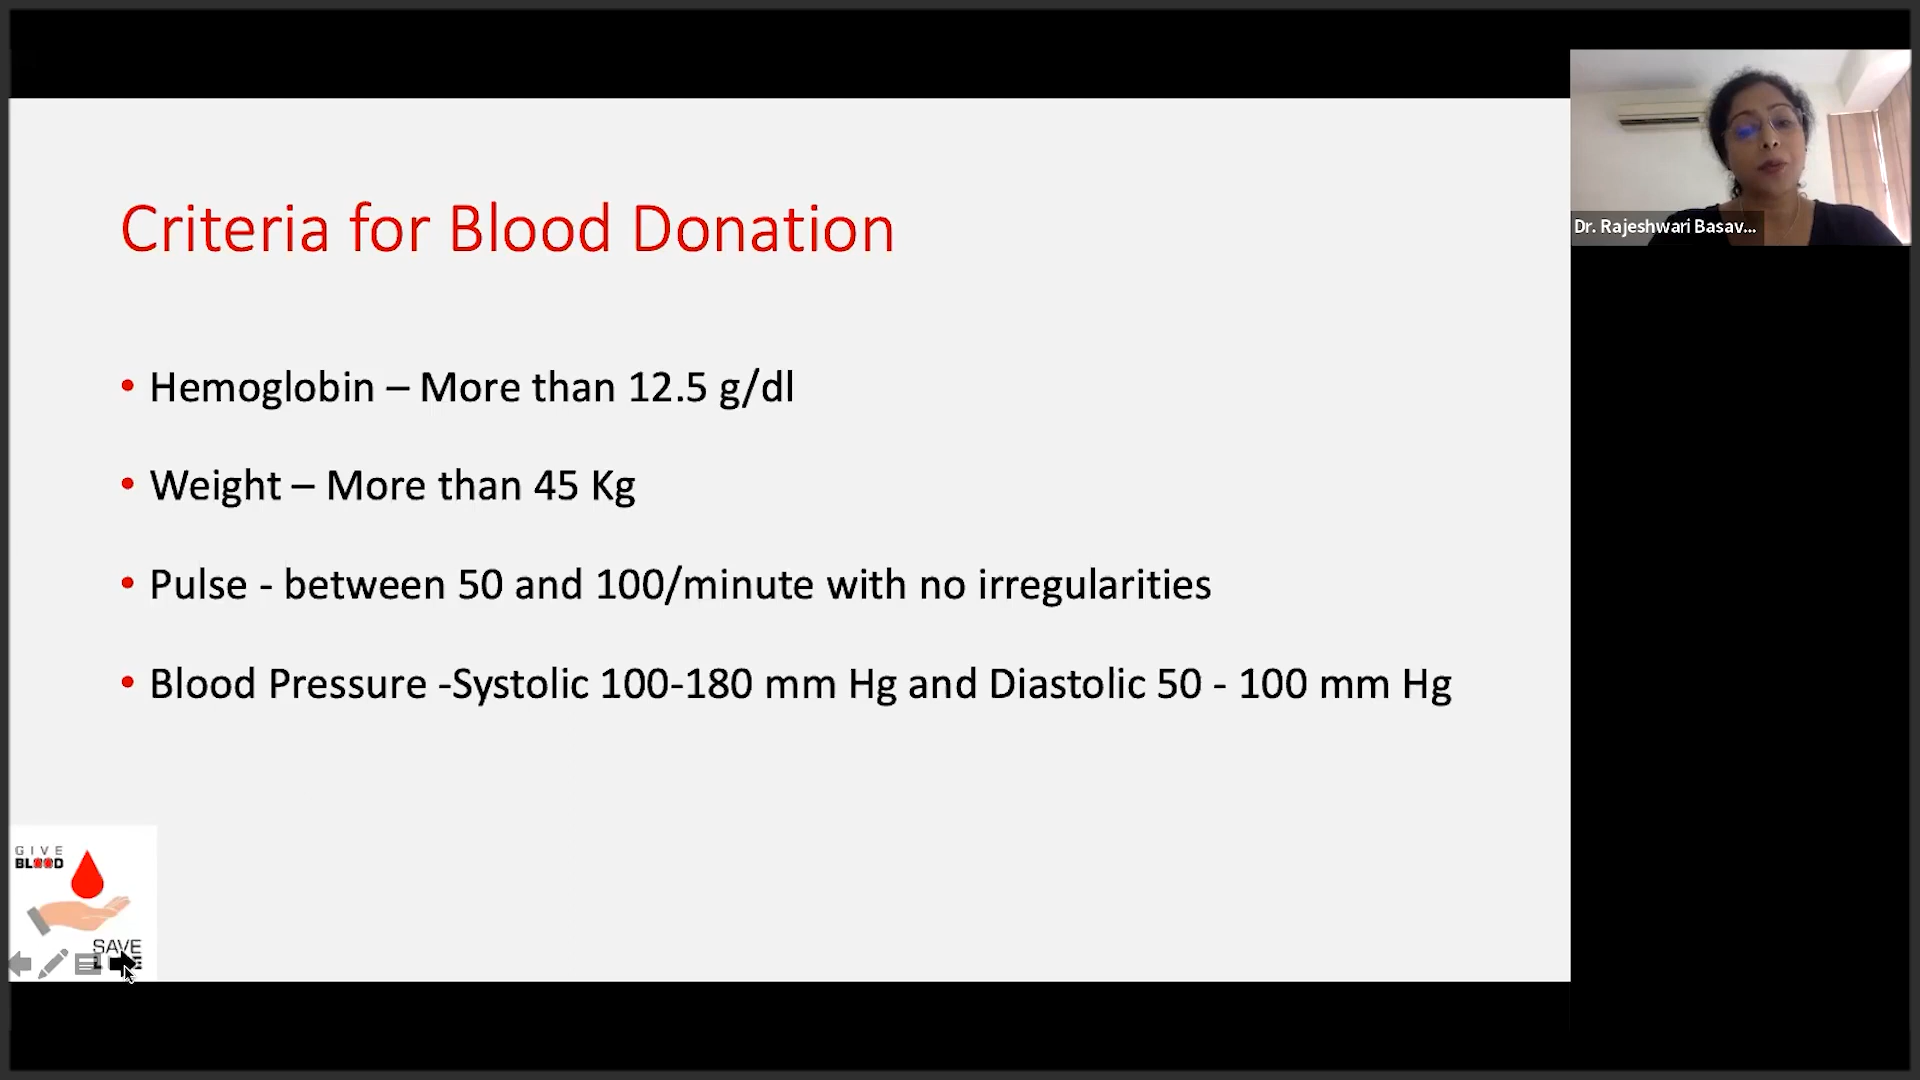 Criteria for Blood Donation
• Hemoglobin – More than 12.5 g/dl
• Weight – More than 45 Kg
• Pulse - between 50 and 100/minute with no irregularities
• Blood Pressure -Systolic 100-180 mm Hg and Diastolic 50 - 100 mm Hg
GIVE
BLOOD
SAVE
Dr. Rajeshwari Basav...